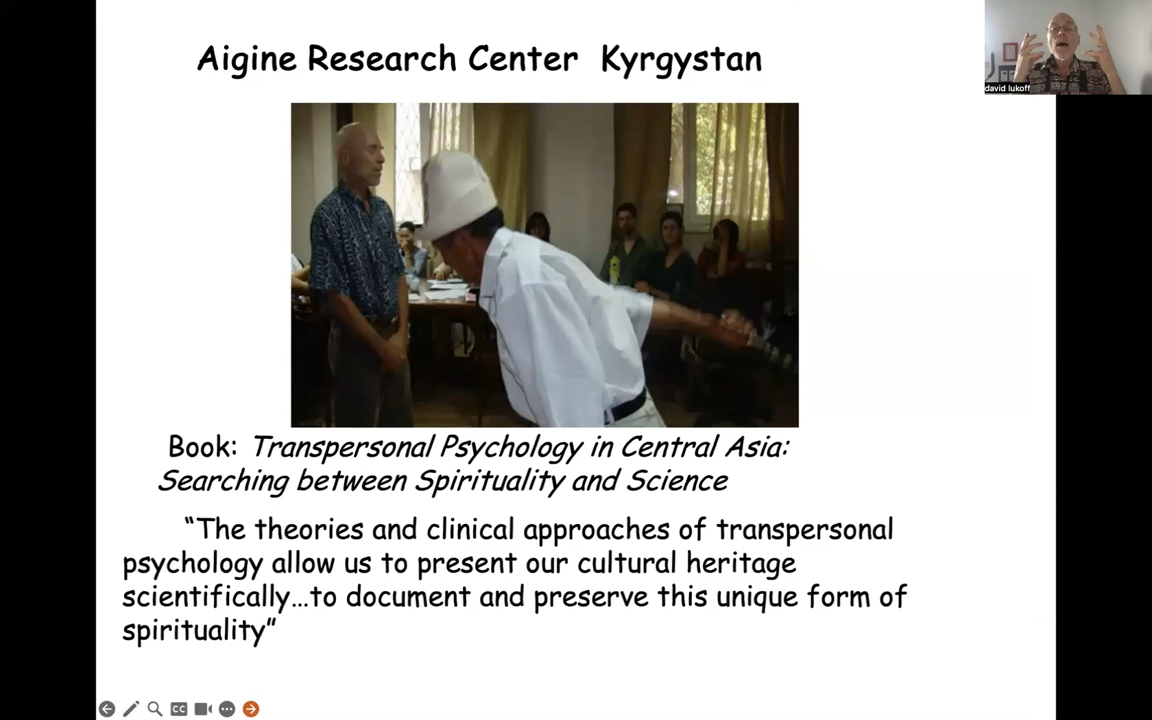 Aigine Research Center Kyrgystan
david lukoff
Book: Transpersonal Psychology in Central Asia:
Searching between Spirituality and Science
“The theories and clinical approaches of transpersonal
psychology allow us to present our cultural heritage
scientifically…to document and preserve this unique form of
spirituality”
CC